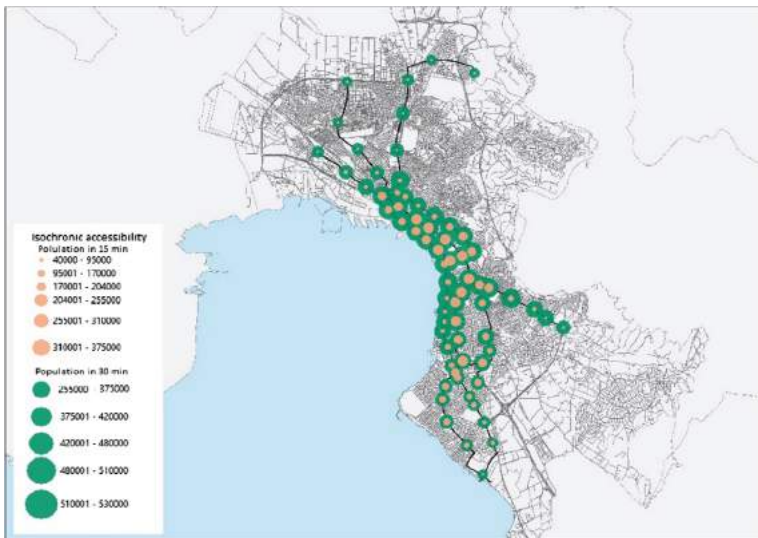 Isochronic accessibility
Polulation in 15 min
40000 - 95000
95001 - 170000
170001 - 204000
204001 - 255000
255001 - 310000
310001 - 375000
Population in 30 min
255000 - 375000
375001 - 420000
420001 - 480000
480001 - 510000
510001 - 530000